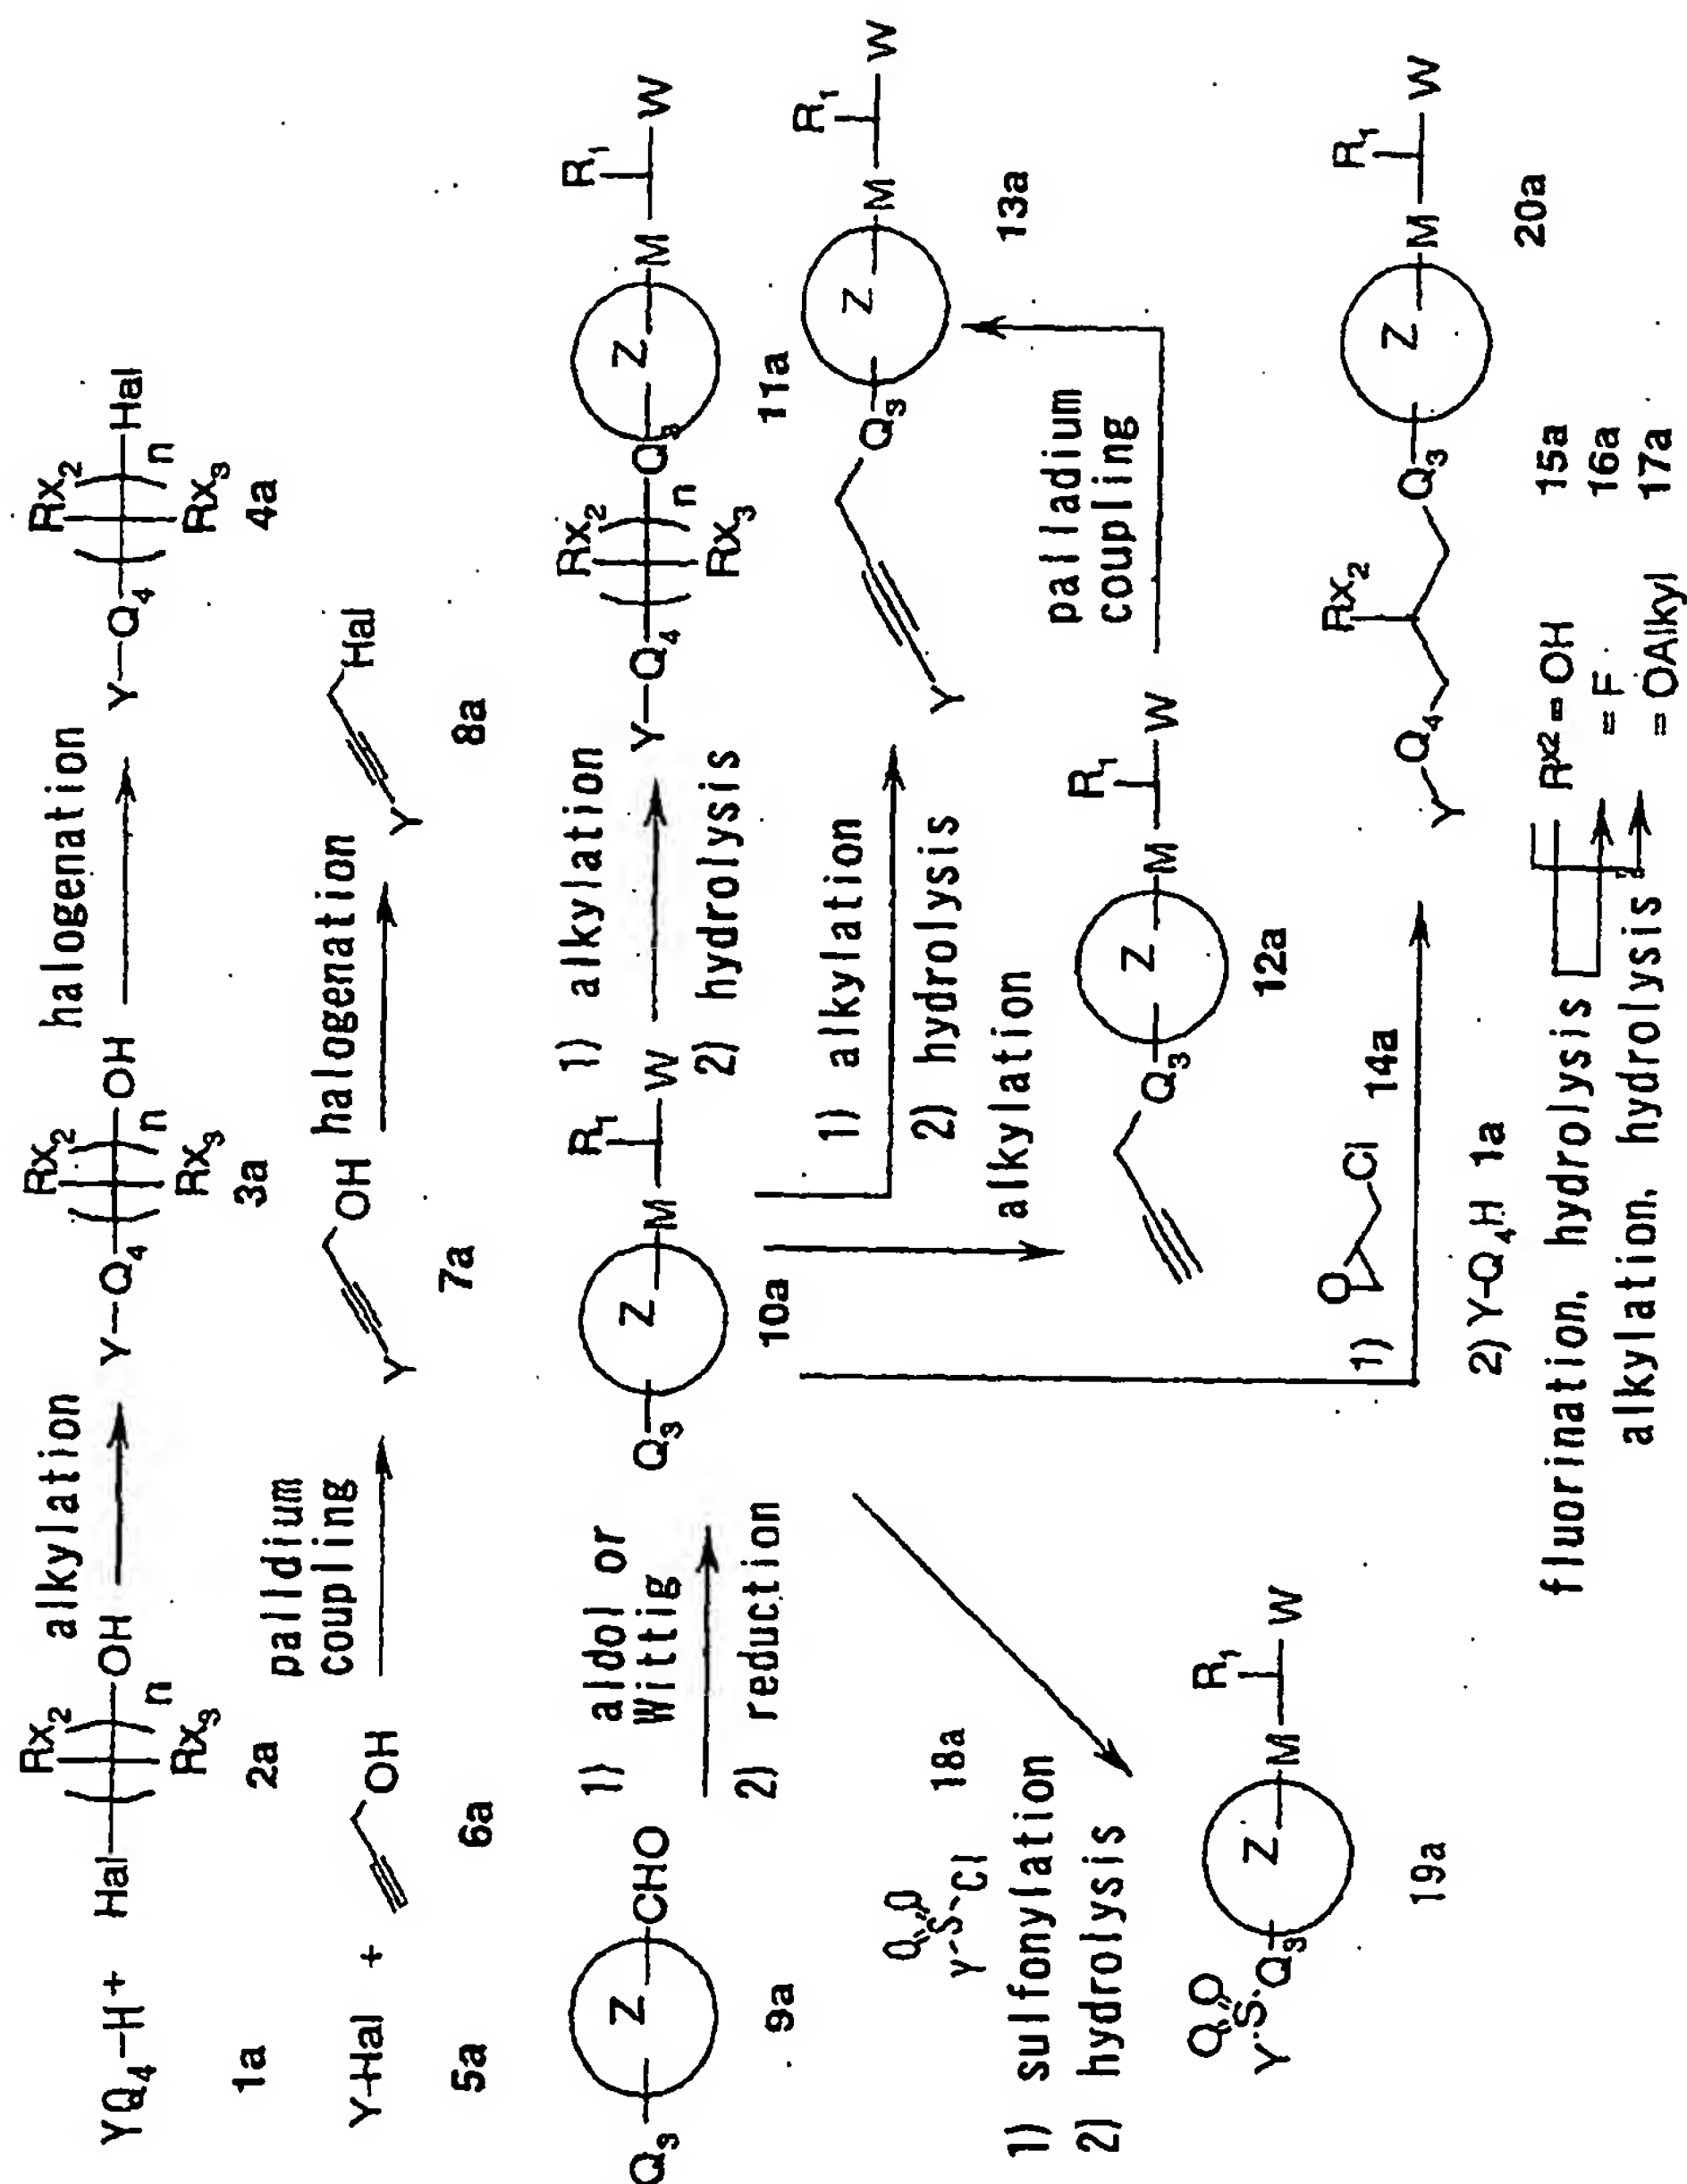 alkylation
halogenation
YQ4–H + Hal ( Rx2 Rx3 )n OH
Y–Q4 ( Rx2 Rx3 )n OH
Y–Q4 ( Rx2 Rx3 )n Hal
1a 2a 3a 4a
palldium
coupling
halogenation
Y–Hal + OH
Y OH
Y Hal
5a 6a 7a 8a
1) aldol or
Wittig
2) reduction
1) alkylation
2) hydrolysis
Q3 Z CHO
Q3 Z M R1 W
Y–Q4 ( Rx2 Rx3 )n Q3 Z M R1 W
9a 10a 11a
1) alkylation
2) hydrolysis
Y Q3 Z M R1 W
13a
alkylation
Q3 Z M R1 W
12a
palladium
coupling
Y-S-Cl O O 18a
1) sulfonylation
2) hydrolysis
Y S O O Q3 Z M R1 W
19a
1) O Cl 14a
2) Y-Q4H 1a
Y Q4 Rx2 Q3 Z M R1 W
20a
Rx2 = OH 15a
fluorination, hydrolysis = F 16a
alkylation, hydrolysis = OAlkyl 17a